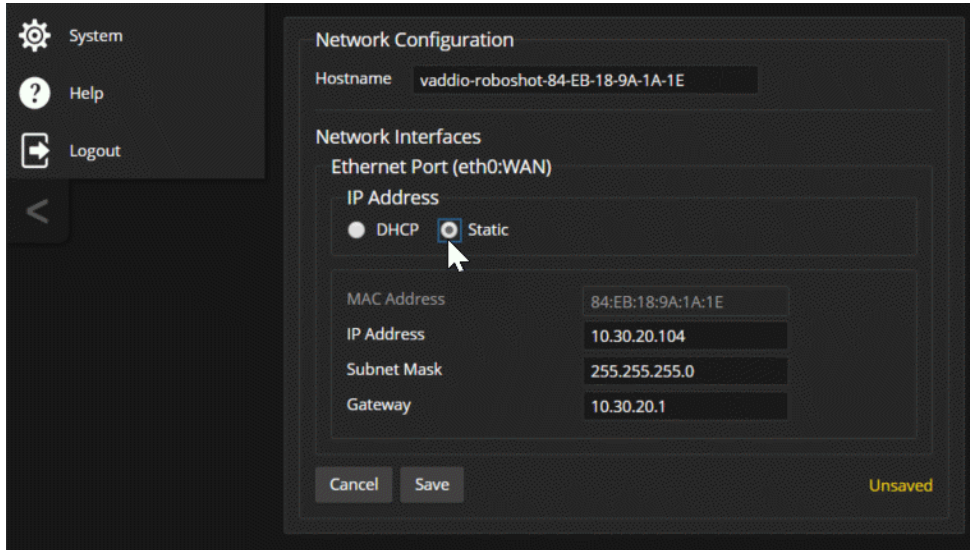 System
Help
Logout
<
Network Configuration
Hostname vaddio-roboshot-84-EB-18-9A-1A-1E
Network Interfaces
Ethernet Port (eth0:WAN)
IP Address
DHCP Static
MAC Address 84:EB:18:9A:1A:1E
IP Address 10.30.20.104
Subnet Mask 255.255.255.0
Gateway 10.30.20.1
Cancel Save Unsaved